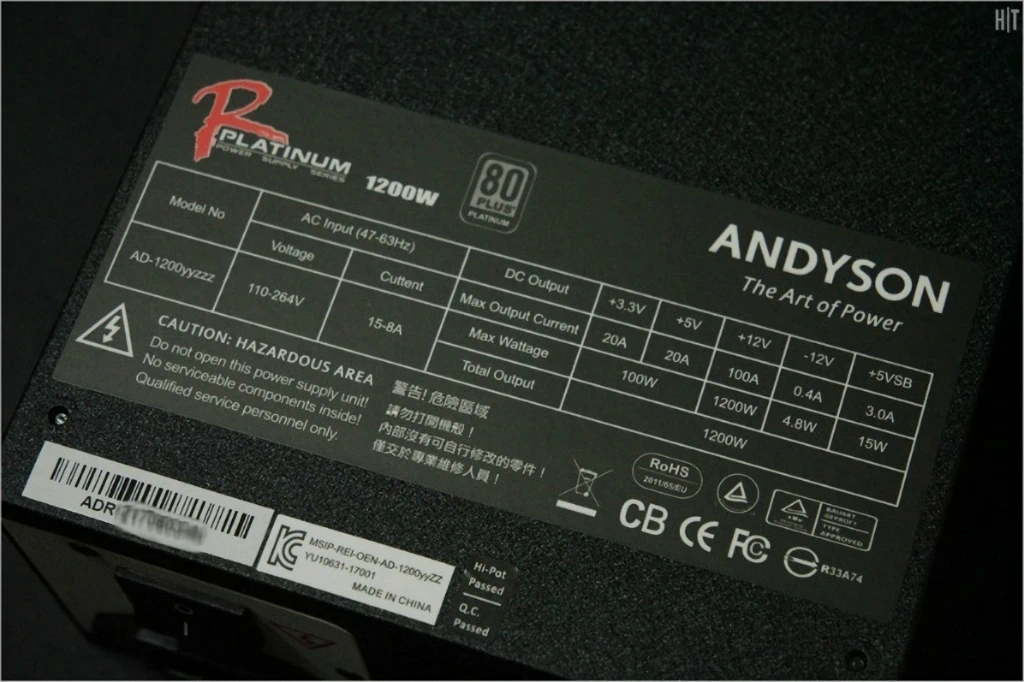 H|T
R
PLATINUM
POWER SUPPLY SERIES
1200W
80
PLUS
PLATINUM
ANDYSON
The Art of Power
Model No
AC Input (47-63Hz)
Voltage
Cuttent
AD-1200yyzzz
110-264V
15-8A
DC Output
+3.3V
+5V
+12V
-12V
+5VSB
Max Output Current
20A
20A
100A
0.4A
3.0A
Max Wattage
100W
1200W
4.8W
15W
Total Output
1200W
CAUTION: HAZARDOUS AREA
Do not open this power supply unit!
No serviceable components inside!
Qualified service personnel only.
警告! 危險區域
請勿打開機殼！
內部沒有可自行修改的零件！
僅交於專業維修人員！
RoHS
2011/65/EU
BAUART
GEPRÜFT
TYPE
APPROVED
CB
CE
FC
R33A74
ADR
KC
MSIP-REI-OEN-AD-1200yyZZ
YU10631-17001
MADE IN CHINA
Hi-Pot
Passed
Q.C.
Passed